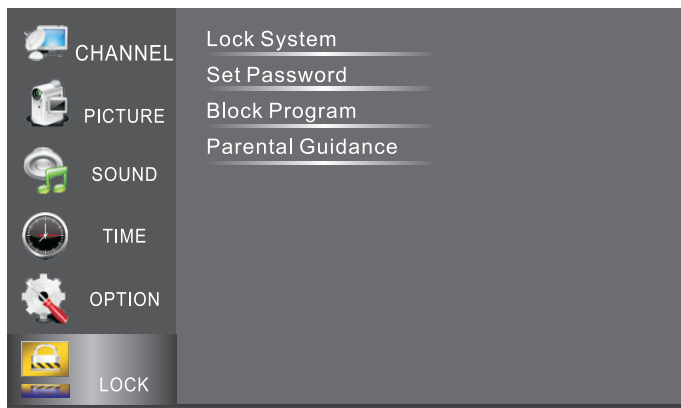 CHANNEL
PICTURE
SOUND
TIME
OPTION
LOCK
Lock System
Set Password
Block Program
Parental Guidance